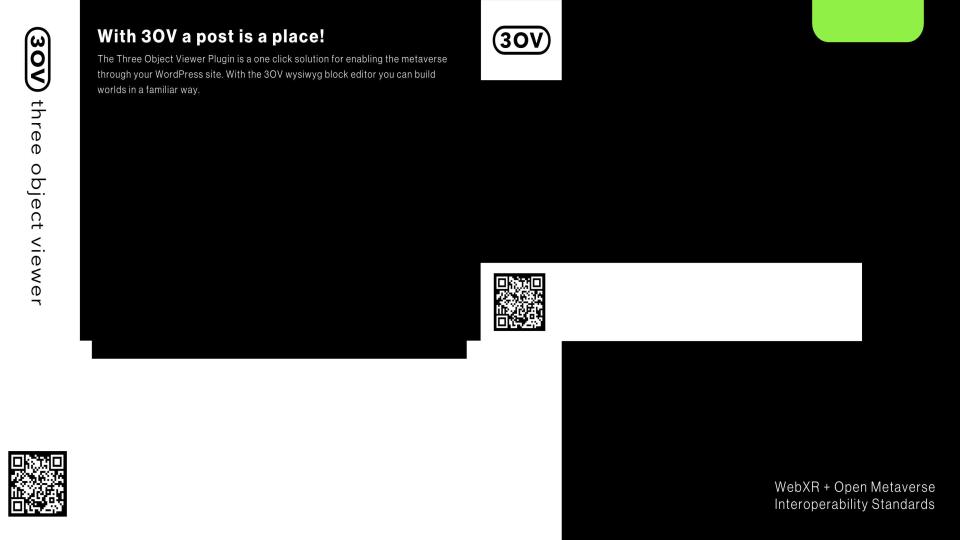 3OV
three object viewer
With 3OV a post is a place!
The Three Object Viewer Plugin is a one click solution for enabling the metaverse
through your WordPress site. With the 3OV wysiwyg block editor you can build
worlds in a familiar way.
3OV
WebXR + Open Metaverse
Interoperability Standards